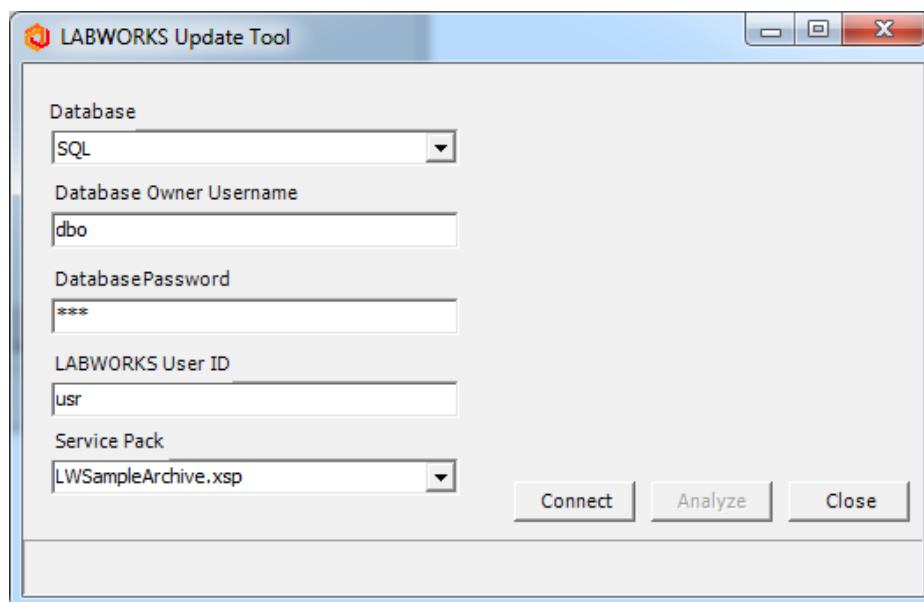 LABWORKS Update Tool
Database
SQL
Database Owner Username
dbo
DatabasePassword
***
LABWORKS User ID
usr
Service Pack
LWSampleArchive.xsp
Connect Analyze Close